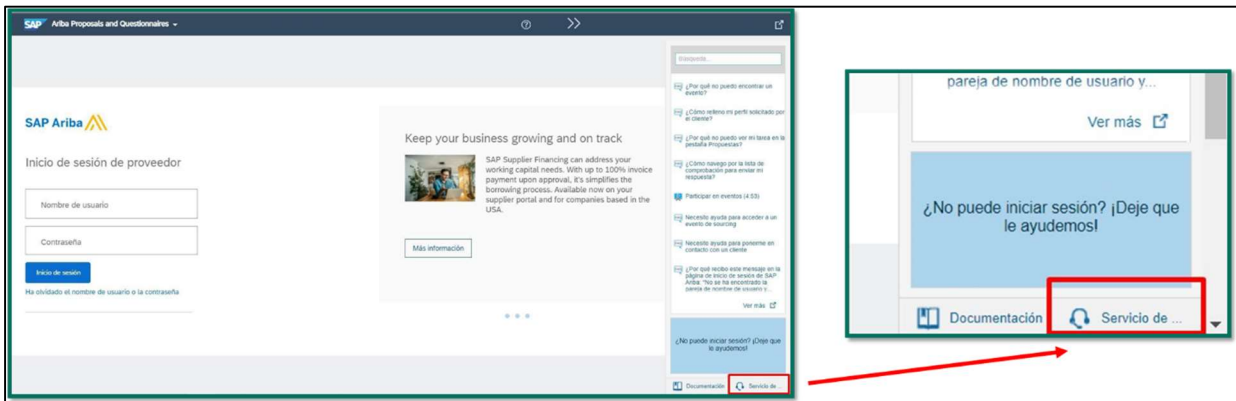 SAP Ariba Proposals and Questionnaires
SAP Ariba
Inicio de sesión de proveedor
Nombre de usuario
Contraseña
Inicio de sesión
Ha olvidado el nombre de usuario o la contraseña
Keep your business growing and on track
SAP Supplier Financing can address your
working capital needs. With up to 100% invoice
payment upon approval, it's simplifies the
borrowing process. Available now on your
supplier portal and for companies based in the
USA.
Más información
¿Por qué no puedo encontrar un
evento?
¿Cómo relleno mi perfil solicitado por
el cliente?
¿Por qué no puedo ver mi tarea en la
pestaña Propuestas?
¿Cómo navego por la lista de
comprobación para enviar mi
respuesta?
Participar en eventos (4:53)
Necesito ayuda para acceder a un
evento de sourcing
Necesito ayuda para ponerme en
contacto con un cliente
¿Por qué recibo este mensaje en la
página de inicio de sesión de SAP
Ariba: "No se ha encontrado la
pareja de nombre de usuario y...
Ver más
¿No puede iniciar sesión? ¡Deje que
le ayudemos!
Documentación
Servicio de ...
pareja de nombre de usuario y...
Ver más
¿No puede iniciar sesión? ¡Deje que
le ayudemos!
Documentación
Servicio de ...